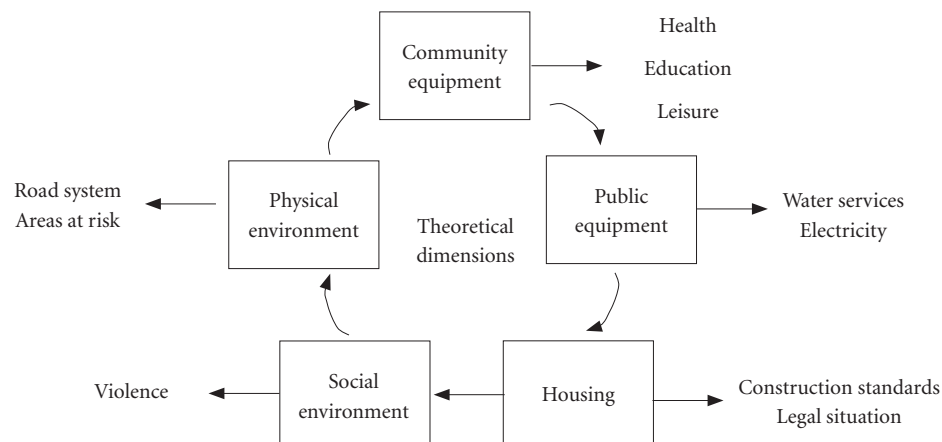 Community
equipment
Health
Education
Leisure
Road system
Areas at risk
Physical
environment
Theoretical
dimensions
Public
equipment
Water services
Electricity
Violence
Social
environment
Housing
Construction standards
Legal situation